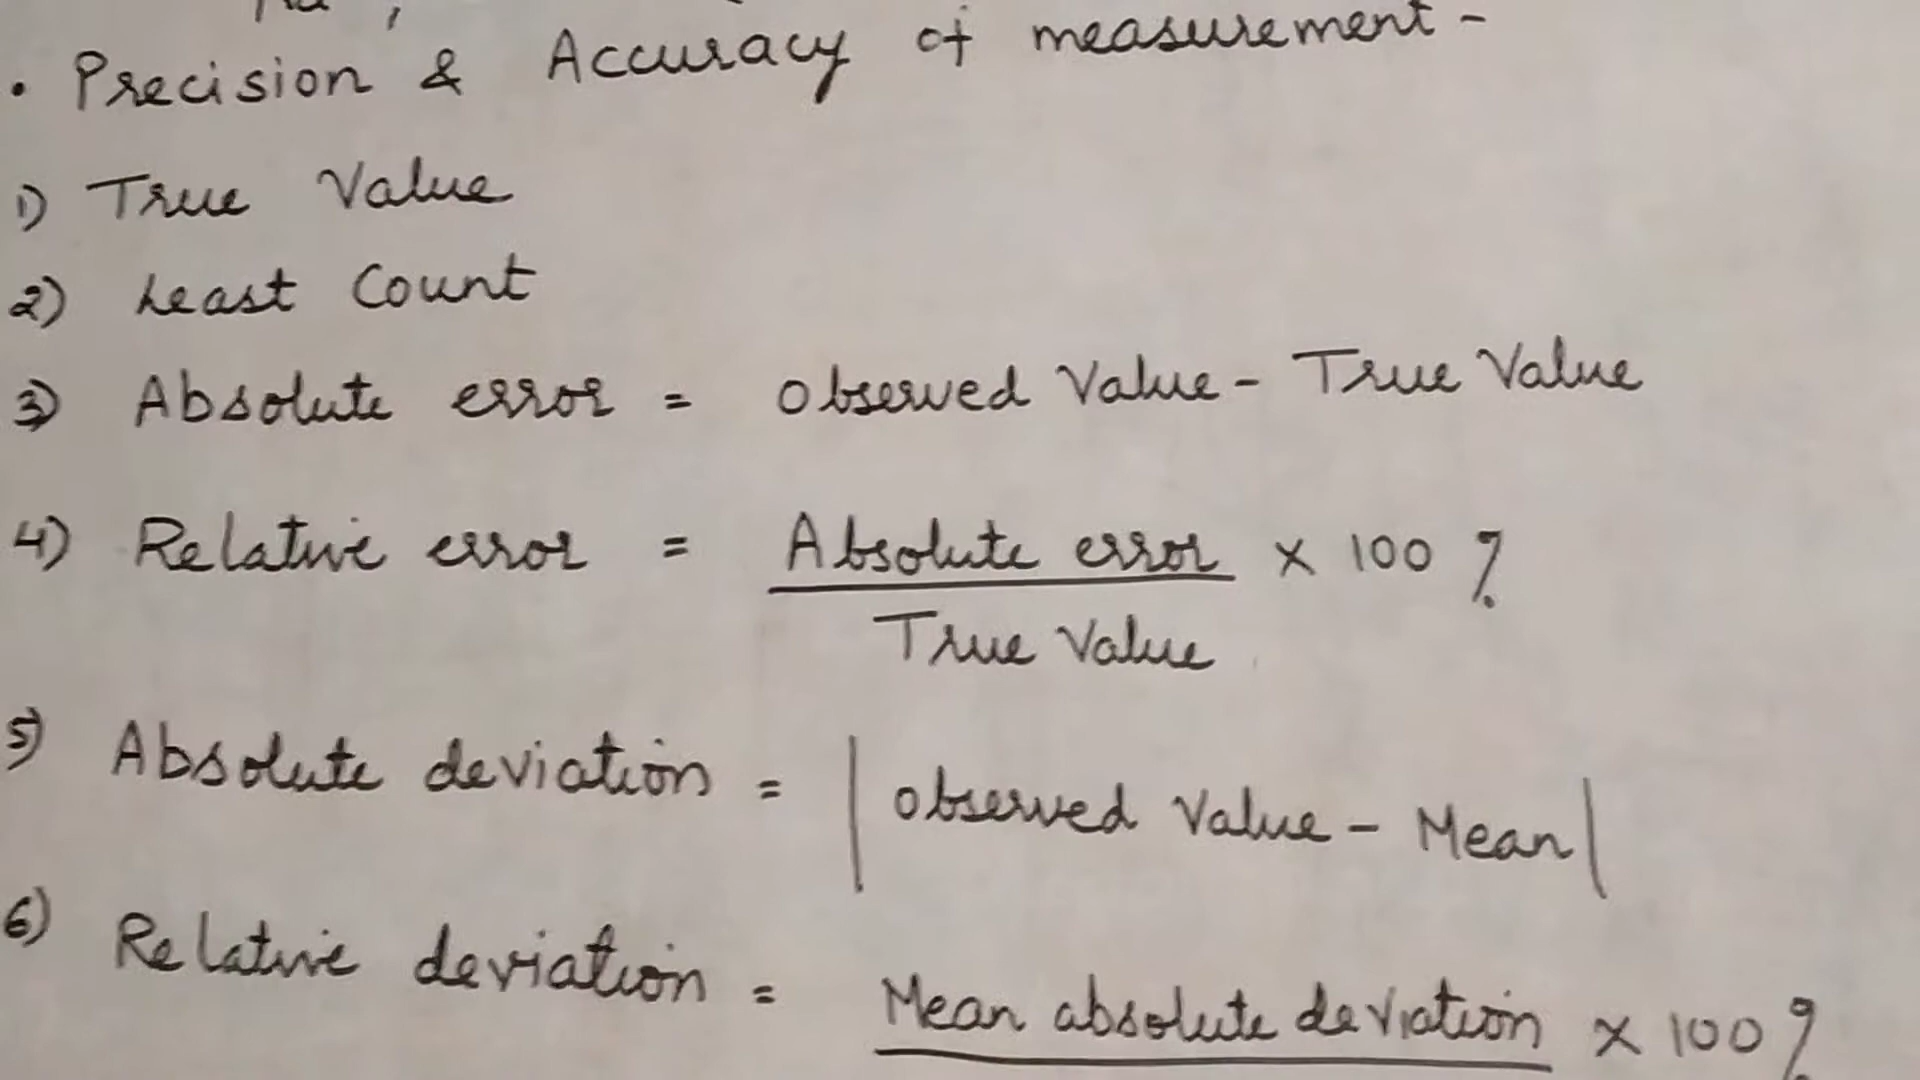 • Precision & Accuracy of measurement -
1) True Value
2) Least Count
3) Absolute error = Observed Value - True Value
4) Relative error = Absolute error x 100 %
True Value
5) Absolute deviation = | Observed Value - Mean |
6) Relative deviation = Mean absolute deviation x 100 %